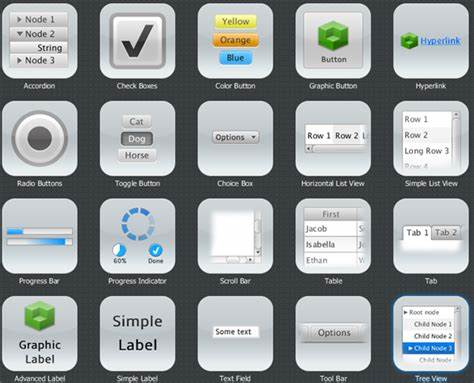 Node 1
Node 2
String
Node 3
Accordion
Check Boxes
Yellow
Orange
Blue
Color Button
Button
Graphic Button
Hyperlink
Hyperlink
Radio Buttons
Cat
Dog
Horse
Toggle Button
Options
Choice Box
Row 1 Row 2 Row
Horizontal List View
Row 1
Row 2
Long Row 3
Row 4
Simple List View
Progress Bar
60% Done
Progress Indicator
Scroll Bar
First
Jacob
Isabella
Ethan
Table
Tab 1 Tab 2
Tab
Graphic
Label
Advanced Label
Simple
Label
Simple Label
Some text
Text Field
Options
Tool Bar
Root node
Child Node 1
Child Node 2
Child Node 3
Tree View